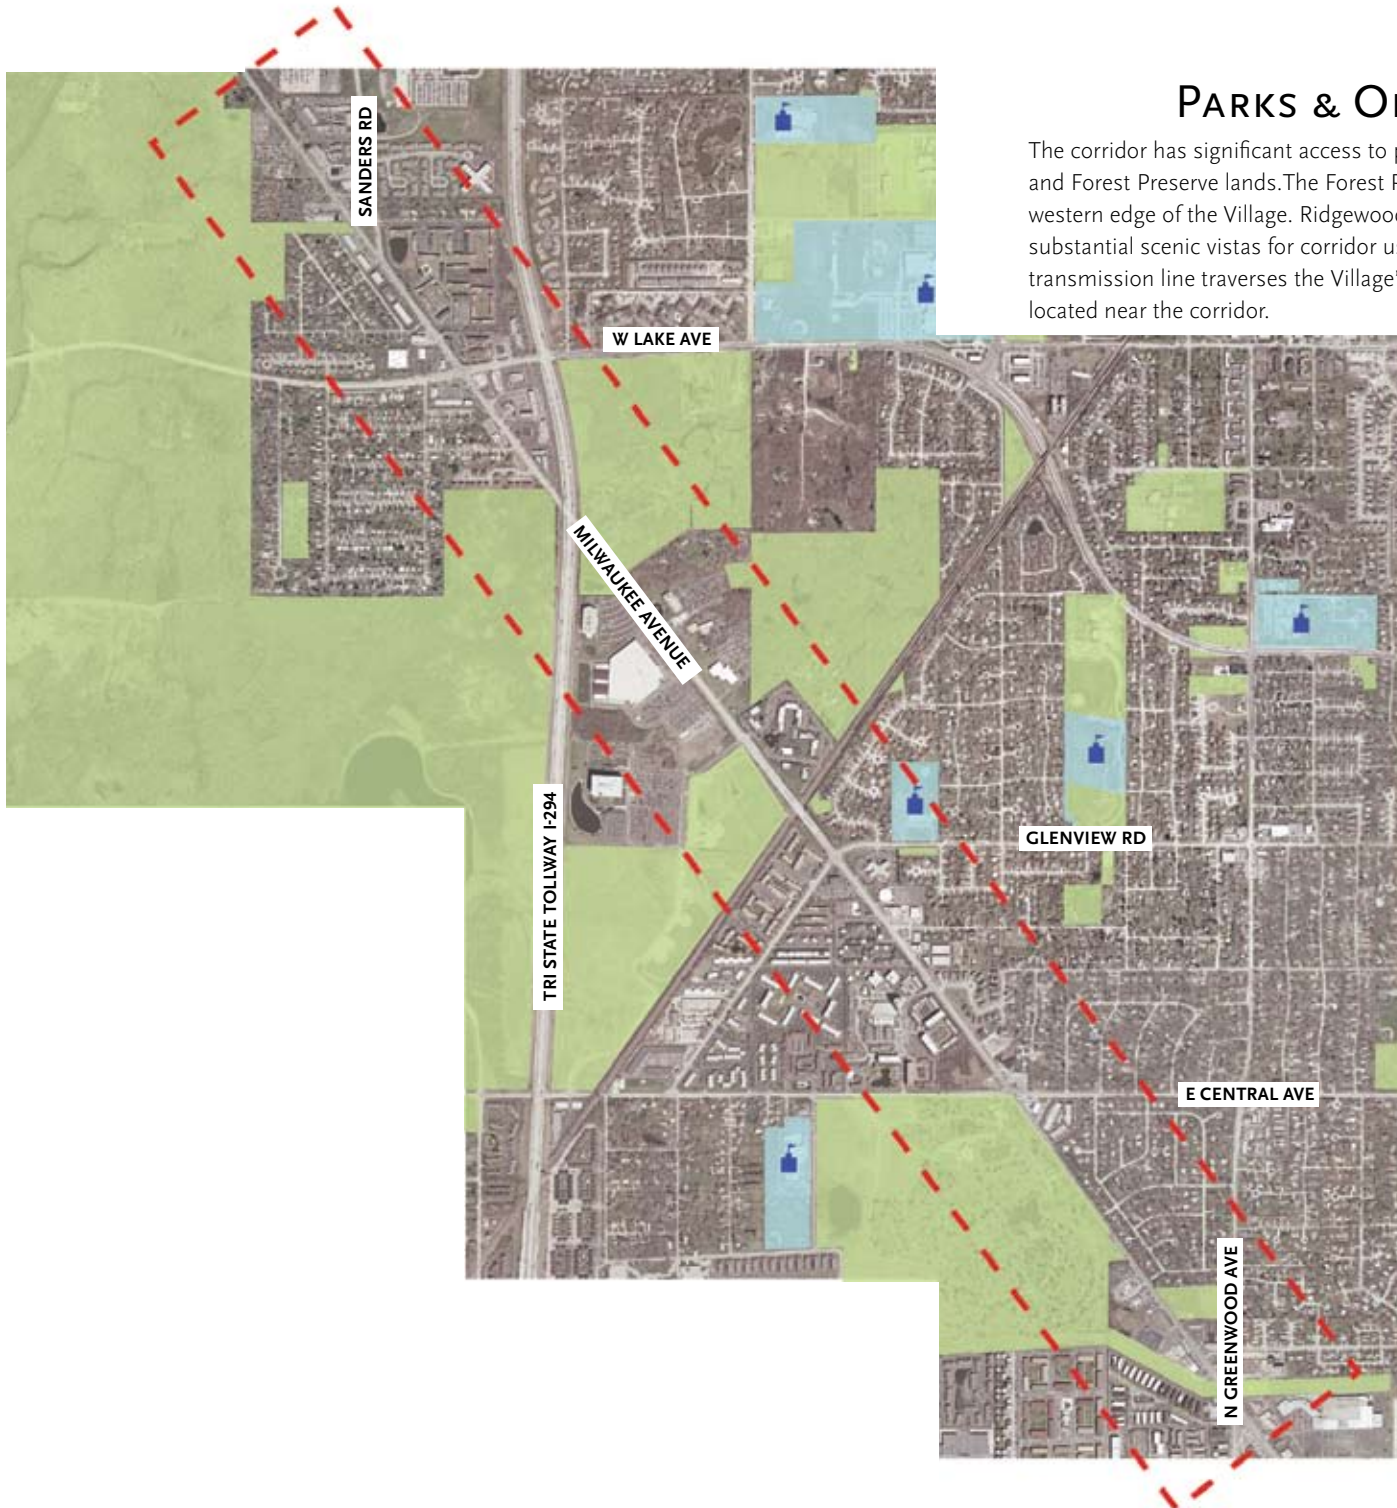 PARKS & O
The corridor has significant access to
and Forest Preserve lands.The Forest
western edge of the Village.
substantial scenic vistas for corridor
transmission line traverses the
located near the corridor.
SANDERS RD
W LAKE AVE
MILWAUKEE AVENUE
TRI STATE TOLLWAY I-294
GLENVIEW RD
E CENTRAL AVE
N GREENWOOD AVE